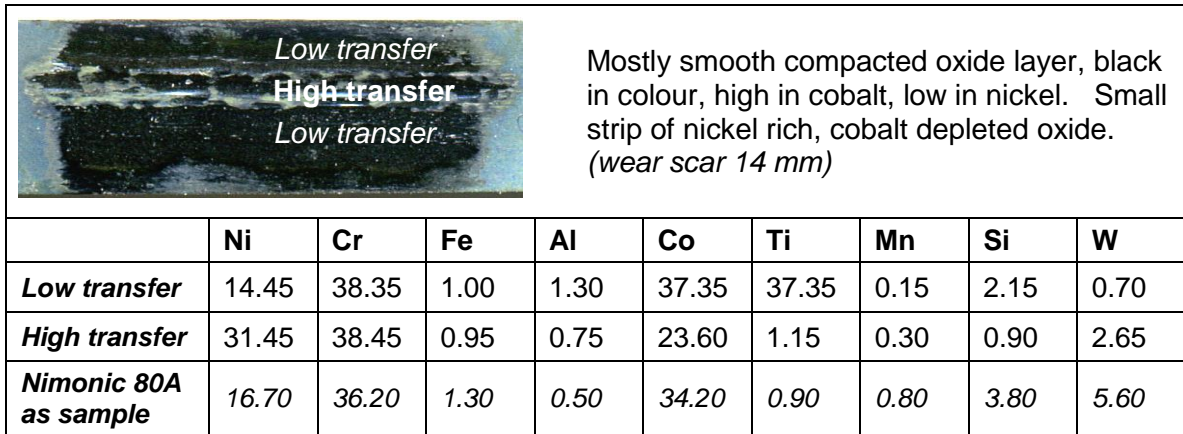 Low transfer
High transfer
Low transfer
Mostly smooth compacted oxide layer, black
in colour, high in cobalt, low in nickel. Small
strip of nickel rich, cobalt depleted oxide.
(wear scar 14 mm)
Ni Cr Fe Al Co Ti Mn Si W
Low transfer 14.45 38.35 1.00 1.30 37.35 37.35 0.15 2.15 0.70
High transfer 31.45 38.45 0.95 0.75 23.60 1.15 0.30 0.90 2.65
Nimonic 80A
as sample 16.70 36.20 1.30 0.50 34.20 0.90 0.80 3.80 5.60